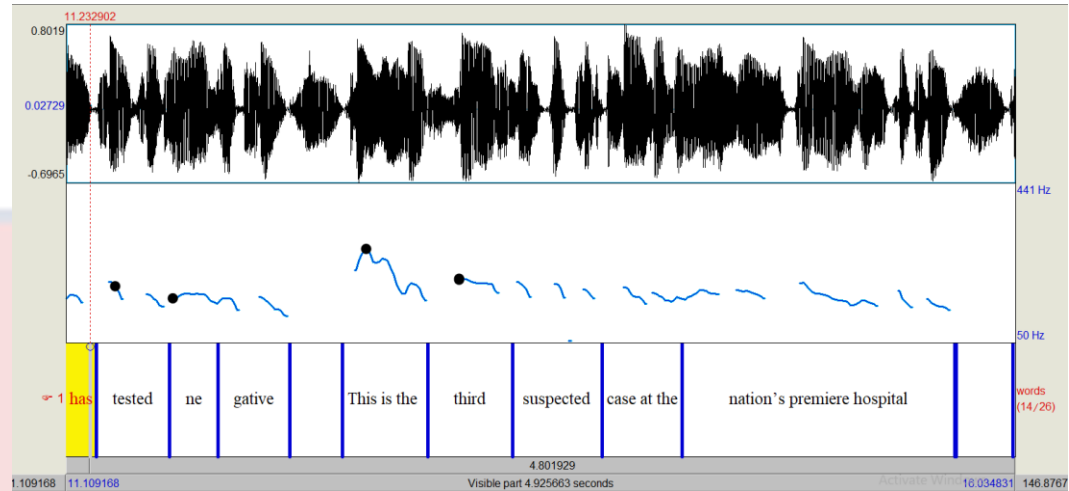 11.232902
0.8019
0.02729
-0.6965
441 Hz
50 Hz
☞ 1 has tested ne gative This is the third suspected case at the nation's premiere hospital
words
(14/26)
4.801929
1.109168 11.109168 Visible part 4.925663 seconds 16.034831 146.8767